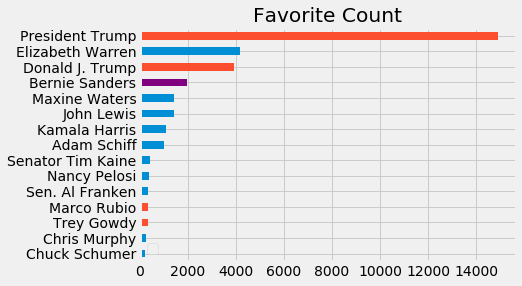 Favorite Count
President Trump
Elizabeth Warren
Donald J. Trump
Bernie Sanders
Maxine Waters
John Lewis
Kamala Harris
Adam Schiff
Senator Tim Kaine
Nancy Pelosi
Sen. Al Franken
Marco Rubio
Trey Gowdy
Chris Murphy
Chuck Schumer
0 2000 4000 6000 8000 10000 12000 14000